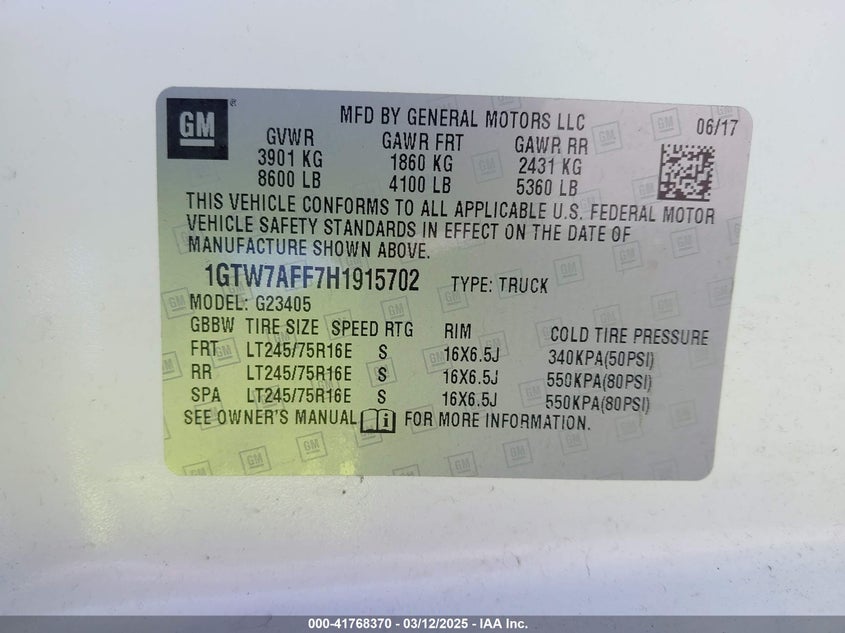 GM ®
MFD BY GENERAL MOTORS LLC 06/17
GVWR GAWR FRT GAWR RR
3901 KG 1860 KG 2431 KG
8600 LB 4100 LB 5360 LB
THIS VEHICLE CONFORMS TO ALL APPLICABLE U.S. FEDERAL MOTOR
VEHICLE SAFETY STANDARDS IN EFFECT ON THE DATE OF
MANUFACTURE SHOWN ABOVE.
1GTW7AFF7H1915702 TYPE: TRUCK
MODEL: G23405
GBBW TIRE SIZE SPEED RTG RIM COLD TIRE PRESSURE
FRT LT245/75R16E S 16X6.5J 340KPA(50PSI)
RR LT245/75R16E S 16X6.5J 550KPA(80PSI)
SPA LT245/75R16E S 16X6.5J 550KPA(80PSI)
SEE OWNER'S MANUAL i FOR MORE INFORMATION.
000-41768370 - 03/12/2025 - IAA Inc.